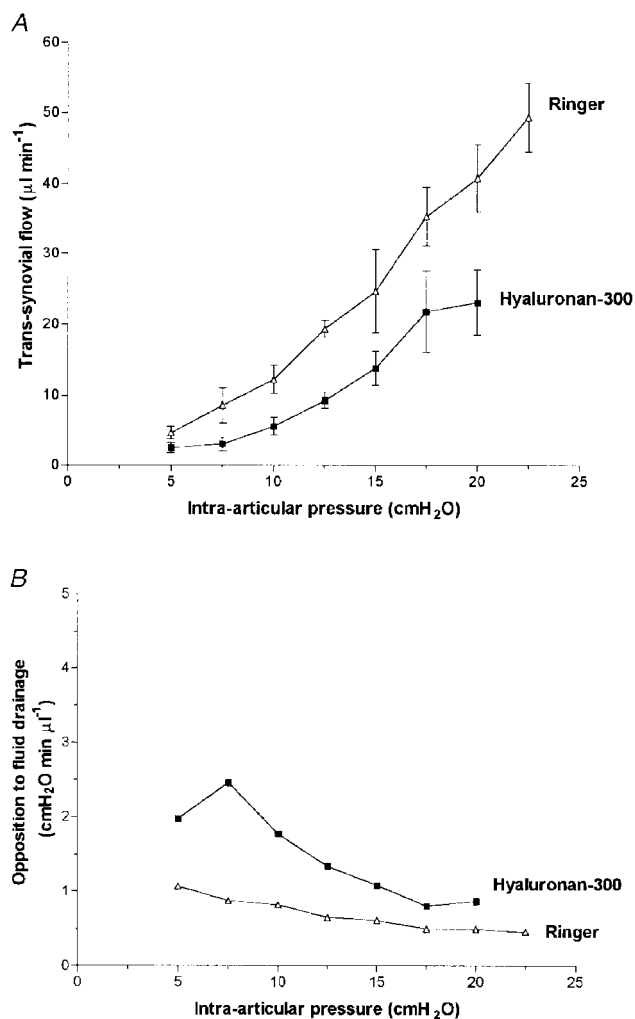 A
60
50
40
30
20
10
0
Trans-synovial flow (µl min⁻¹)
Ringer
Hyaluronan-300
0 5 10 15 20 25
Intra-articular pressure (cmH₂O)
B
5
4
3
2
1
0
Opposition to fluid drainage
(cmH₂O min µl⁻¹)
Hyaluronan-300
Ringer
0 5 10 15 20 25
Intra-articular pressure (cmH₂O)